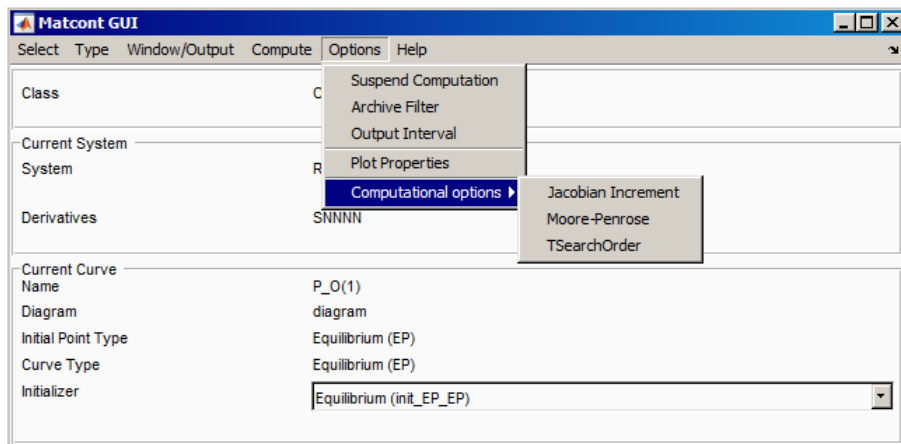 Matcont GUI
Select Type Window/Output Compute Options Help
Suspend Computation
Class C
Archive Filter
Output Interval
Current System
Plot Properties
System R
Computational options
Jacobian Increment
Derivatives SNNNN
Moore-Penrose
TSearchOrder
Current Curve
Name P_O(1)
Diagram diagram
Initial Point Type Equilibrium (EP)
Curve Type Equilibrium (EP)
Initializer Equilibrium (init_EP_EP)